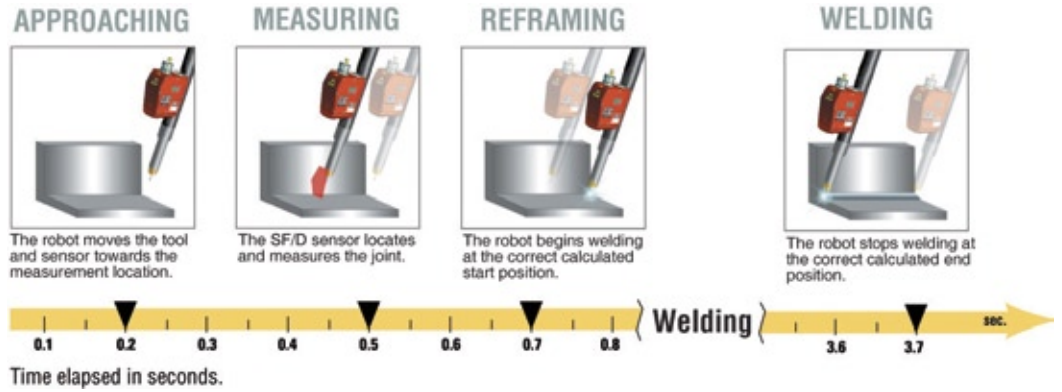 APPROACHING
MEASURING
REFRAMING
WELDING
The robot moves the tool
and sensor towards the
measurement location.
The SF/D sensor locates
and measures the joint.
The robot begins welding
at the correct calculated
start position.
The robot stops welding at
the correct calculated end
position.
0.1 0.2 0.3 0.4 0.5 0.6 0.7 0.8 Welding 3.6 3.7 sec.
Time elapsed in seconds.